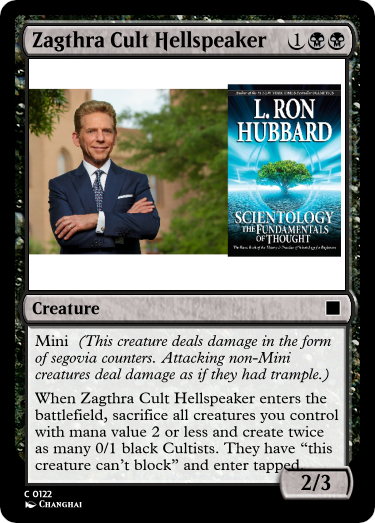 Zagthra Cult Hellspeaker 1
L. RON
HUBBARD
SCIENTOLOGY
THE FUNDAMENTALS
OF THOUGHT
Creature
Mini (This creature deals damage in the form
of segovia counters. Attacking non-Mini
creatures deal damage as if they had trample.)
When Zagthra Cult Hellspeaker enters the
battlefield, sacrifice all creatures you control
with mana value 2 or less and create twice
as many 0/1 black Cultists. They have “this
creature can't block” and enter tapped.
2/3
C 0122
CHANGHAI